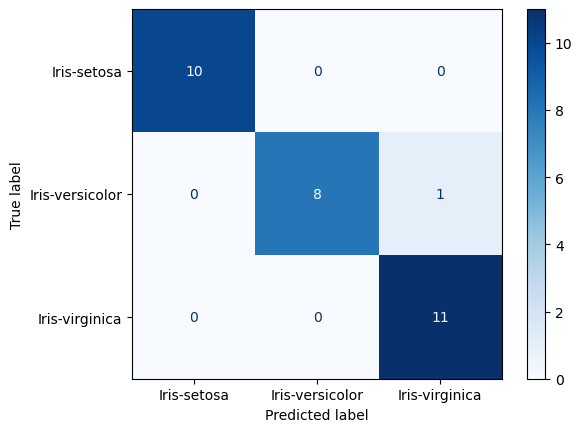 Iris-setosa 10 0 0
Iris-versicolor 0 8 1
Iris-virginica 0 0 11
Iris-setosa Iris-versicolor Iris-virginica
Predicted label
True label
10
8
6
4
2
0